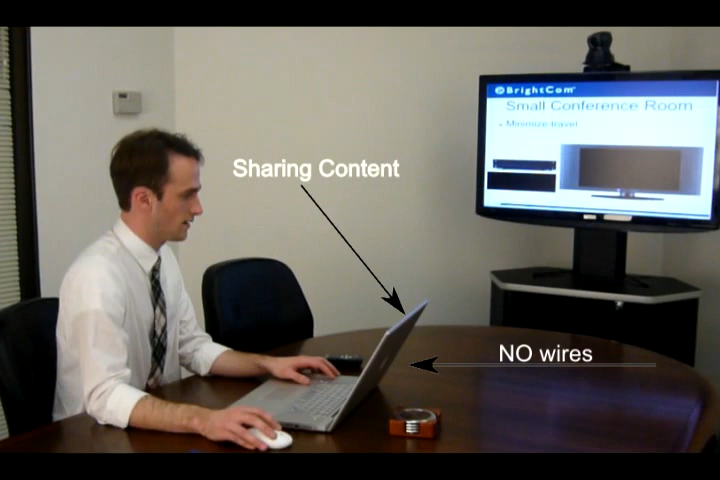 BrightCom
Small Conference Room
- Minimize travel
Sharing Content
NO wires